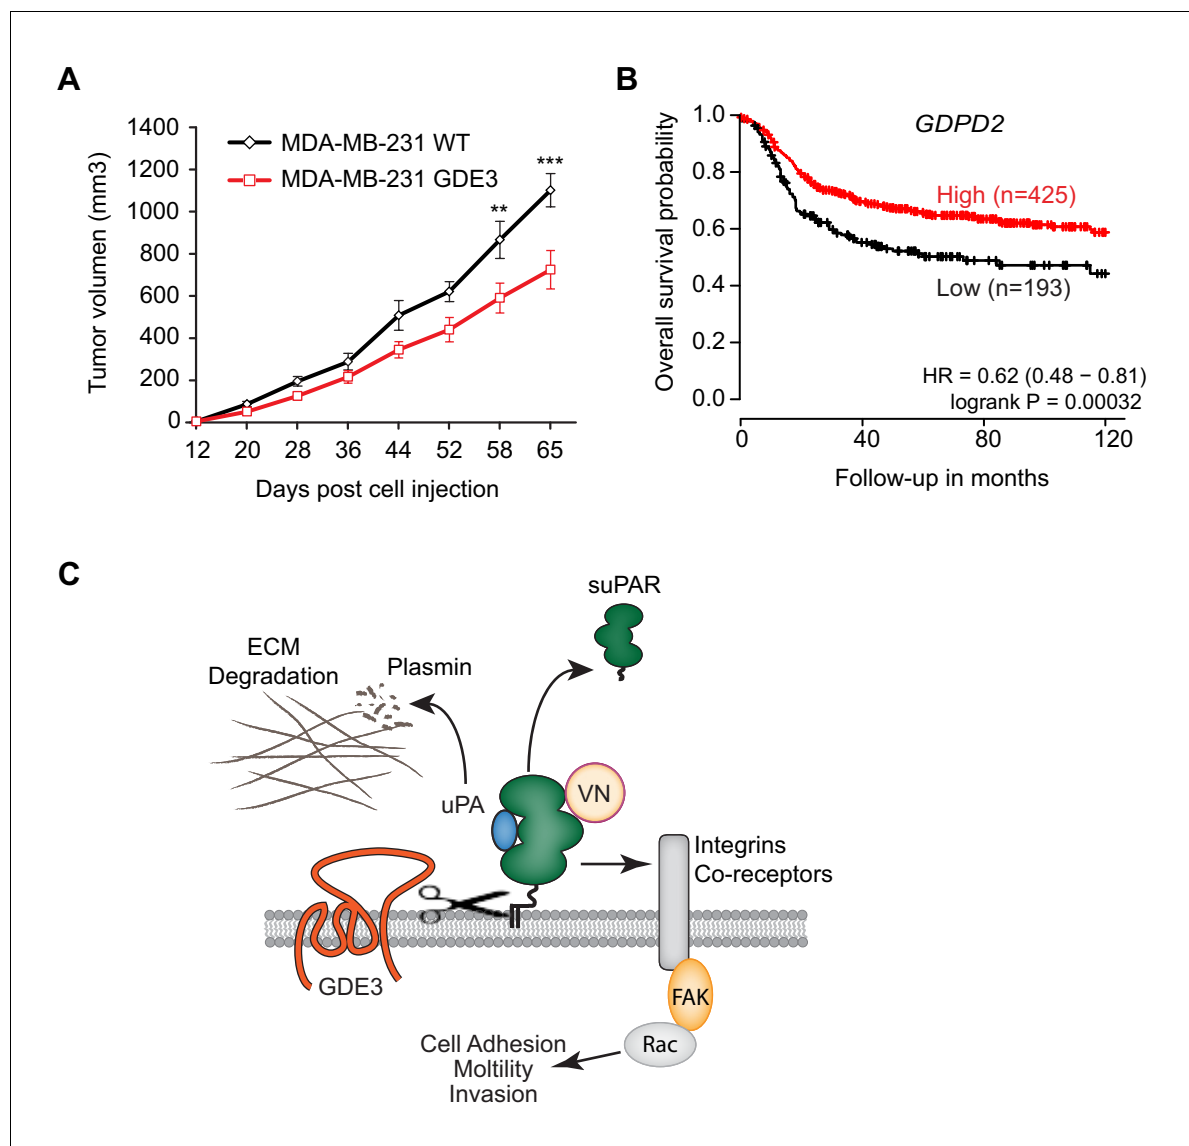 A
1400
1200
1000
800
600
400
200
0
Tumor volumen (mm3)
MDA-MB-231 WT
MDA-MB-231 GDE3
**
***
12 20 28 36 44 52 58 65
Days post cell injection
B
1.0
0.8
0.6
0.4
0.2
0.0
Overall survival probability
GDPD2
High (n=425)
Low (n=193)
HR = 0.62 (0.48 − 0.81)
logrank P = 0.00032
0 40 80 120
Follow-up in months
C
suPAR
ECM
Degradation
Plasmin
uPA
VN
Integrins
Co-receptors
GDE3
FAK
Rac
Cell Adhesion
Moltility
Invasion